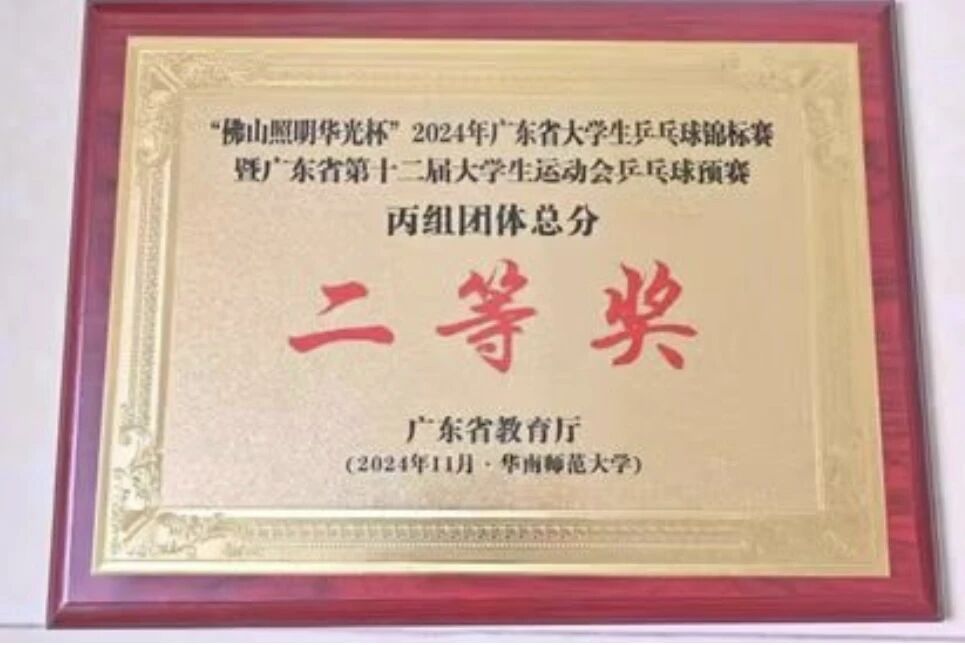 “佛山照明华光杯”2024年广东省大学生乒乓球锦标赛
暨广东省第十二届大学生运动会乒乓球预赛
丙组团体总分
二等奖
广东省教育厅
(2024年11月·华南师范大学)